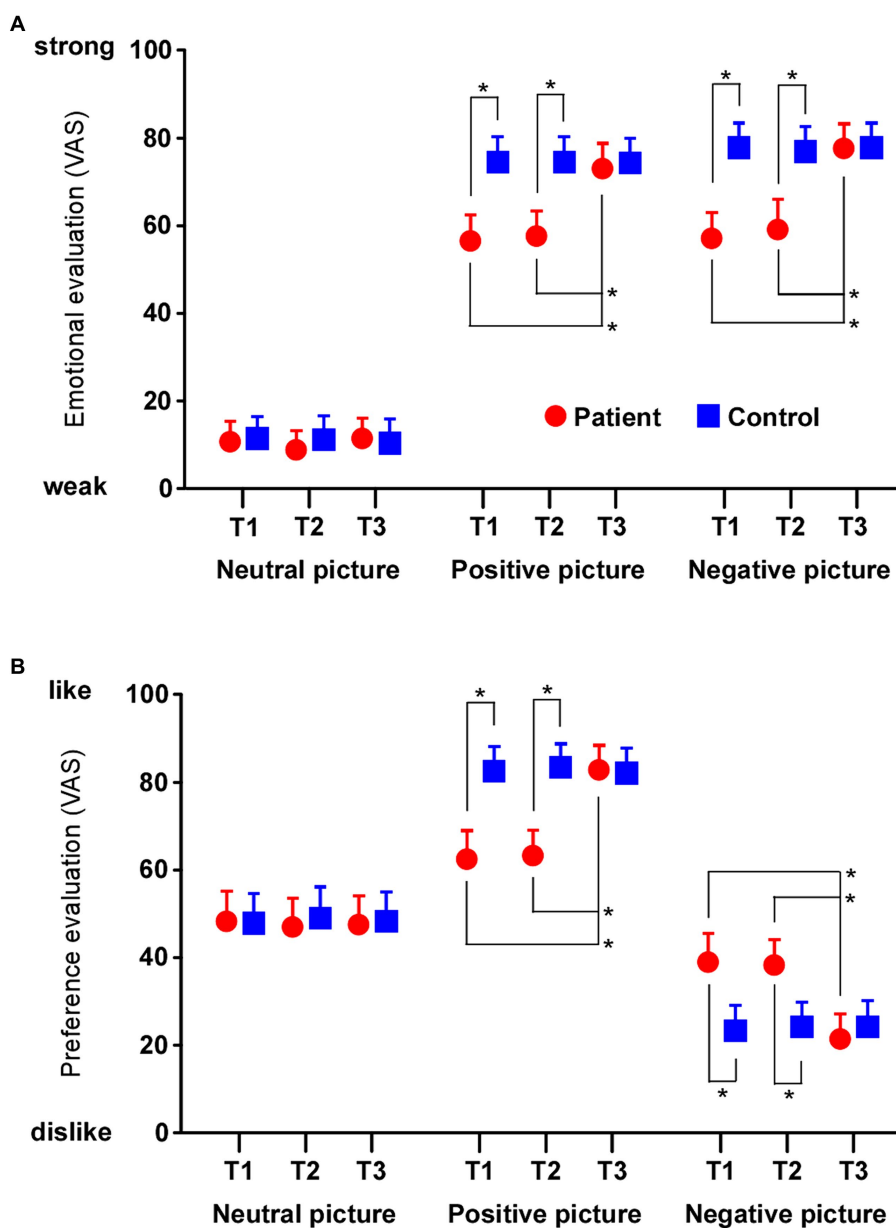 A
strong
100
*
*
*
*
80
60
*
*
*
*
40
20
weak
0
Emotional evaluation (VAS)
Patient
Control
T1 T2 T3 T1 T2 T3 T1 T2 T3
Neutral picture Positive picture Negative picture
B
like
100
*
*
80
60
*
*
*
*
40
20
*
*
dislike
0
Preference evaluation (VAS)
T1 T2 T3 T1 T2 T3 T1 T2 T3
Neutral picture Positive picture Negative picture